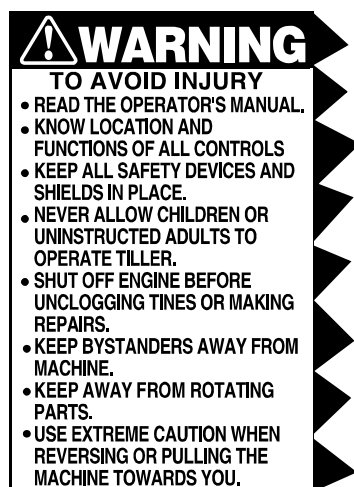 WARNING
TO AVOID INJURY
• READ THE OPERATOR'S MANUAL.
• KNOW LOCATION AND
FUNCTIONS OF ALL CONTROLS
• KEEP ALL SAFETY DEVICES AND
SHIELDS IN PLACE.
• NEVER ALLOW CHILDREN OR
UNINSTRUCTED ADULTS TO
OPERATE TILLER.
• SHUT OFF ENGINE BEFORE
UNCLOGGING TINES OR MAKING
REPAIRS.
• KEEP BYSTANDERS AWAY FROM
MACHINE.
• KEEP AWAY FROM ROTATING
PARTS.
• USE EXTREME CAUTION WHEN
REVERSING OR PULLING THE
MACHINE TOWARDS YOU.